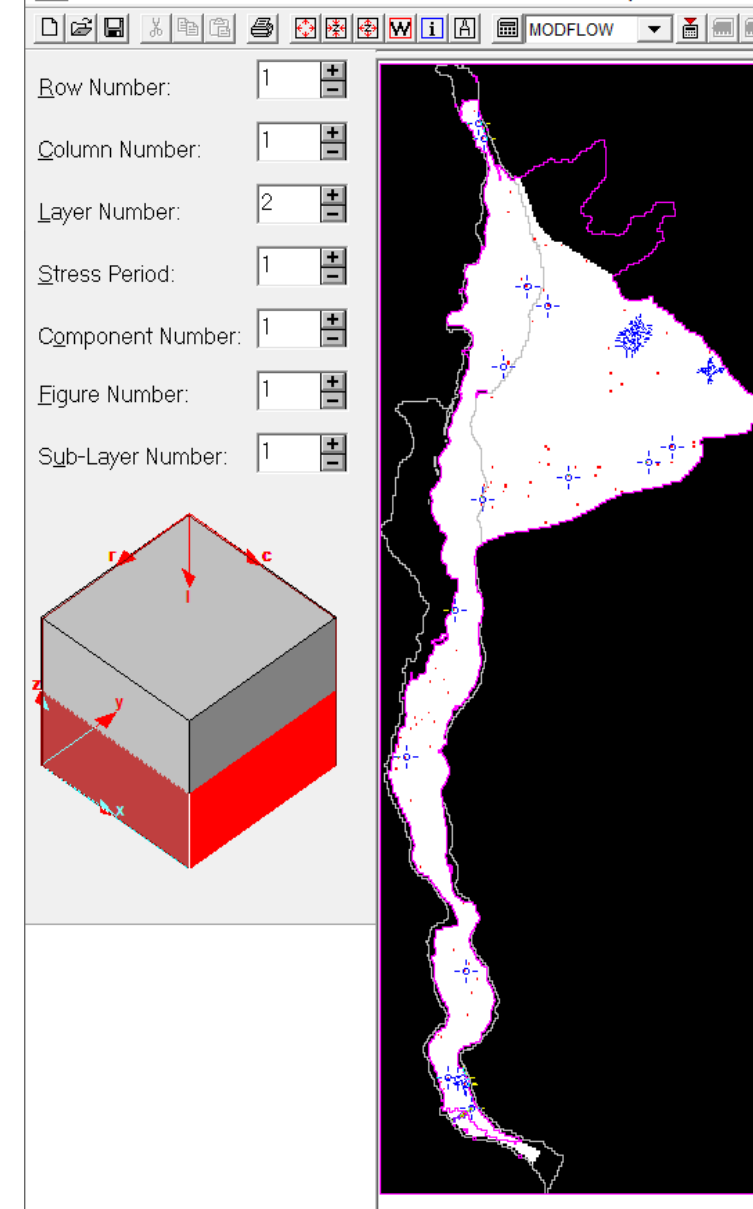 W i A MODFLOW
Row Number: 1
Column Number: 1
Layer Number: 2
Stress Period: 1
Component Number: 1
Figure Number: 1
Sub-Layer Number: 1
r c
l
z
y
x